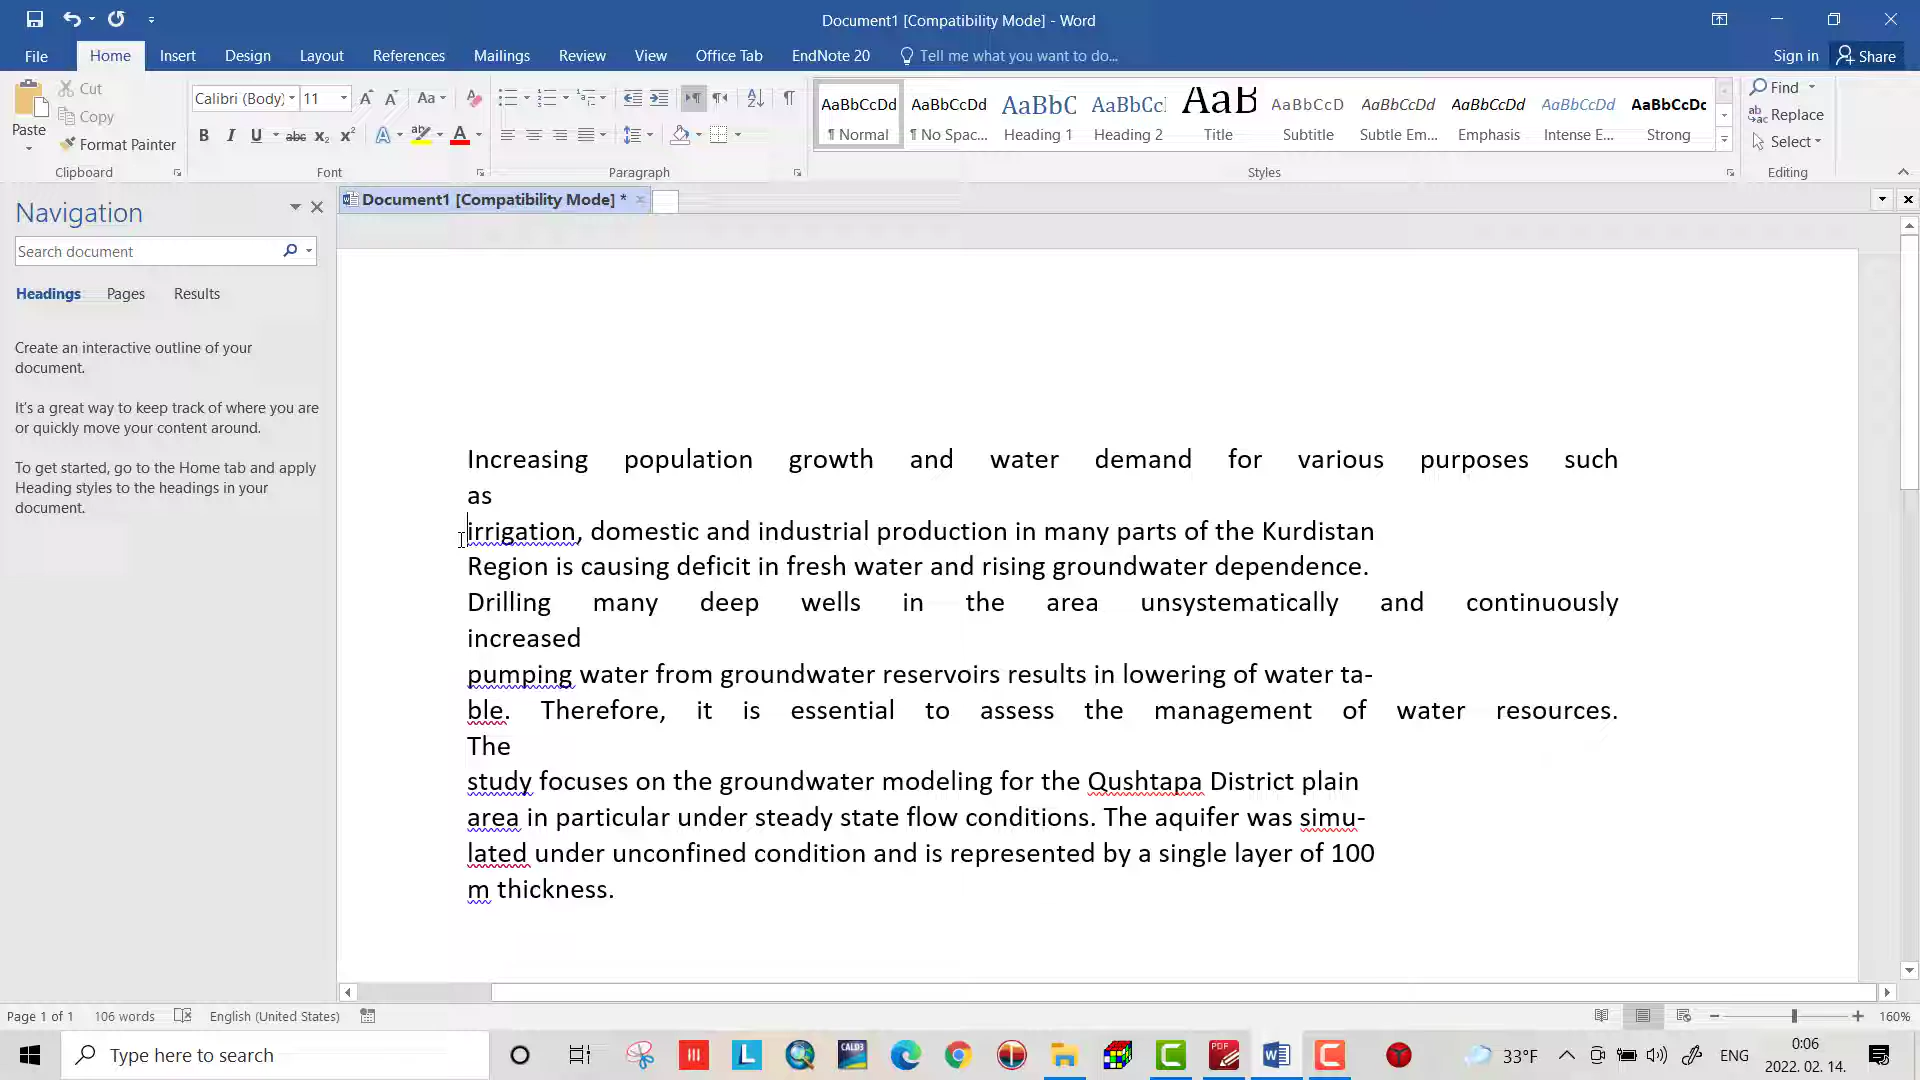 Document1 [Compatibility Mode] - Word
File Home Insert Design Layout References Mailings Review View Office Tab EndNote 20 Tell me what you want to do... Sign in Share
Paste
Cut
Copy
Format Painter
Clipboard
Calibri (Body) 11
Aa
B I U abc X₂ X² A A
Font
Paragraph
AaBbCcDd AaBbCcDd AaBbC AaBbCcl AaB AaBbCcD AaBbCcDd AaBbCcDd AaBbCcDd AaBbCcDc
¶ Normal ¶ No Spac... Heading 1 Heading 2 Title Subtitle Subtle Em... Emphasis Intense E... Strong
Styles
Find
Replace
Select
Editing
Navigation
Search document
Headings Pages Results
Create an interactive outline of your
document.
It's a great way to keep track of where you are
or quickly move your content around.
To get started, go to the Home tab and apply
Heading styles to the headings in your
document.
Document1 [Compatibility Mode] *
Increasing population growth and water demand for various purposes such
as
irrigation, domestic and industrial production in many parts of the Kurdistan
Region is causing deficit in fresh water and rising groundwater dependence.
Drilling many deep wells in the area unsystematically and continuously
increased
pumping water from groundwater reservoirs results in lowering of water ta-
ble. Therefore, it is essential to assess the management of water resources.
The
study focuses on the groundwater modeling for the Qushtapa District plain
area in particular under steady state flow conditions. The aquifer was simu-
lated under unconfined condition and is represented by a single layer of 100
m thickness.
Page 1 of 1 106 words English (United States) 160%
Type here to search
CALD3
PDF
33°F
ENG
0:06
2022. 02. 14.